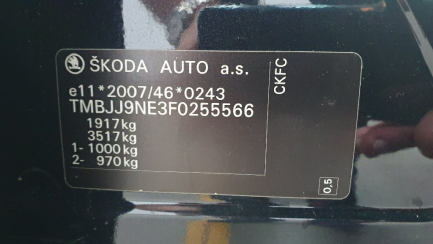 ŠKODA AUTO a.s.
e11*2007/46*0243
TMBJJ9NE3F0255566
1917kg
3517kg
1- 1000kg
2- 970kg
CKFC
0,5